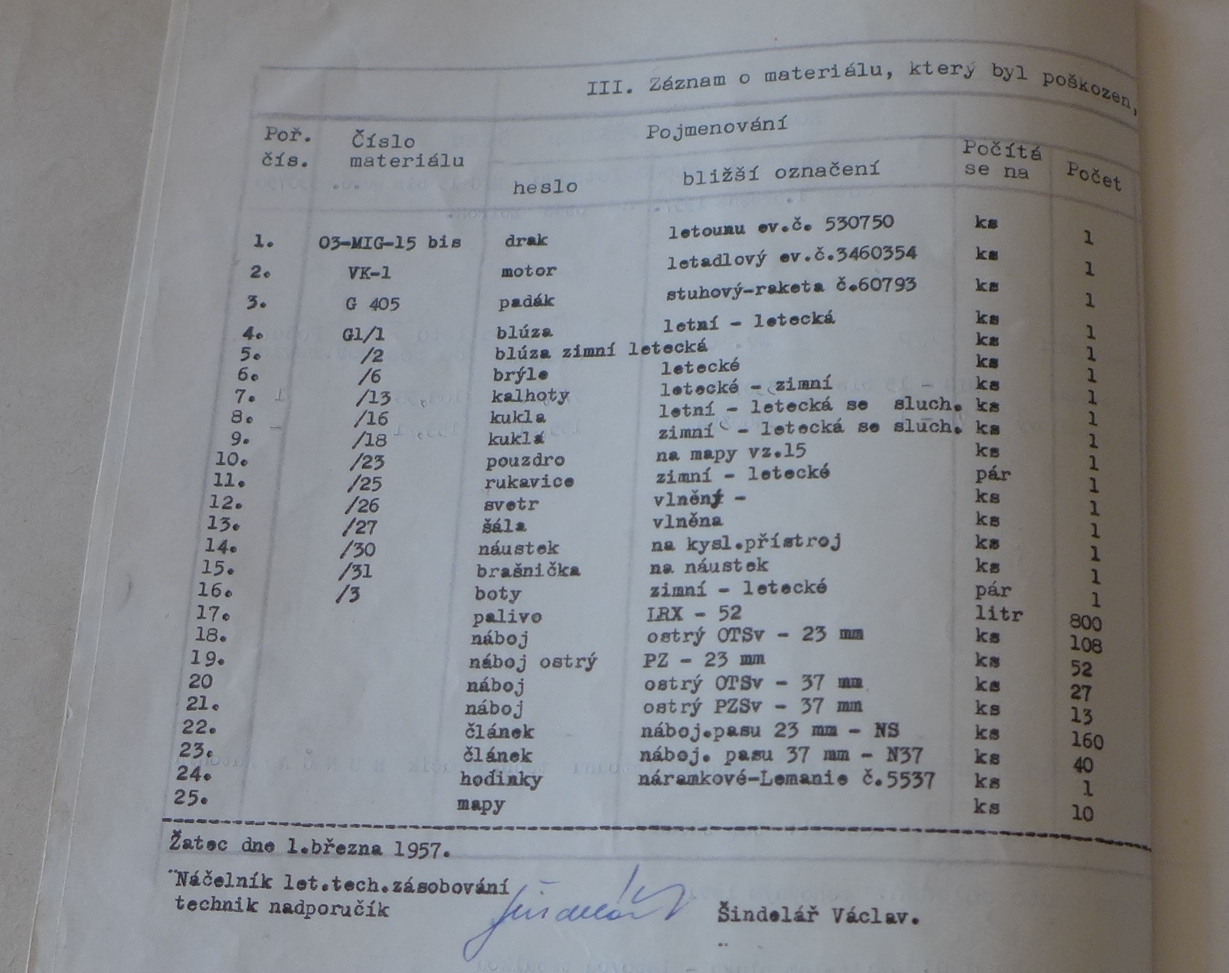 III. Záznam o materiálu, který byl poškozen,
Poř. čís. Číslo materiálu Pojmenování Počítá se na Počet
heslo bližší označení
1. 03-MIG-15 bis drak letounu ev.č. 530750 ks 1
2. VK-1 motor letadlový ev.č.3460354 ks 1
3. G 405 padák stuhový-raketa č.60793 ks 1
4. G1/1 blúza letní - letecká ks 1
5. /2 blúza zimní letecká ks 1
6. /6 brýle letecké ks 1
7. /13 kalhoty letecké - zimní ks 1
8. /16 kukla letní - letecká se sluch. ks 1
9. /18 kuklá zimní - letecká se sluch. ks 1
10. /23 pouzdro na mapy vz.15 ks 1
11. /25 rukavice zimní - letecké pár 1
12. /26 svetr vlněný - ks 1
13. /27 šála vlněna ks 1
14. /30 náustek na kysl.přístroj ks 1
15. /31 brašnička na náustek ks 1
16. /3 boty zimní - letecké pár 1
17. palivo LRX - 52 litr 800
18. náboj ostrý OTSv - 23 mm ks 108
19. náboj ostrý PZ - 23 mm ks 52
20 náboj ostrý OTSv - 37 mm ks 27
21. náboj ostrý PZSv - 37 mm ks 13
22. článek náboj.pasu 23 mm - NS ks 160
23. článek náboj. pasu 37 mm - N37 ks 40
24. hodinky náramkové-Lemanie č.5537 ks 1
25. mapy ks 10
Žatec dne 1.března 1957.
Náčelník let.tech.zásobování
technik nadporučík Šindelář Šindelář Václav.